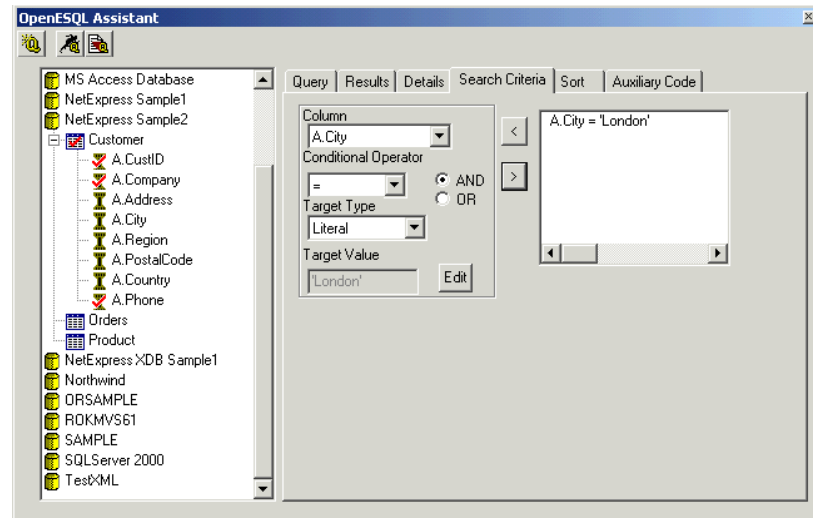 OpenESQL Assistant
MS Access Database
NetExpress Sample1
NetExpress Sample2
Customer
A.CustID
A.Company
A.Address
A.City
A.Region
A.PostalCode
A.Country
A.Phone
Orders
Product
NetExpress XDB Sample1
Northwind
ORSAMPLE
ROKMVS61
SAMPLE
SQLServer 2000
TestXML
Query Results Details Search Criteria Sort Auxiliary Code
Column
A.City
Conditional Operator
=
AND
OR
Target Type
Literal
Target Value
'London'
Edit
<
>
A.City = 'London'